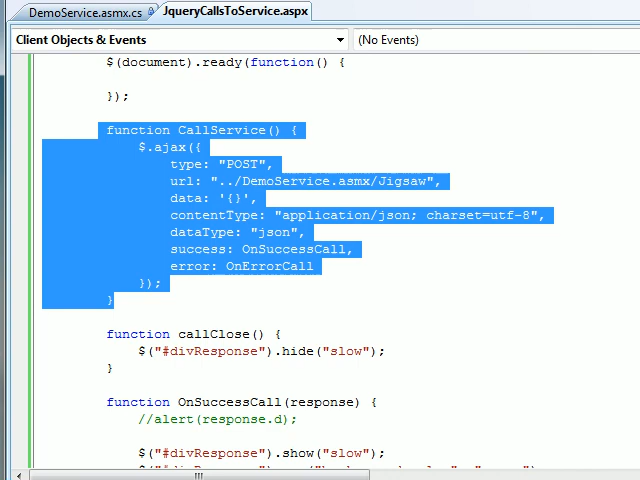 DemoService.asmx.cs JqueryCallsToService.aspx
Client Objects & Events (No Events)
$(document).ready(function() {
});
function CallService() {
$.ajax({
type: "POST",
url: "../DemoService.asmx/Jigsaw",
data: '{}',
contentType: "application/json; charset=utf-8",
dataType: "json",
success: OnSuccessCall,
error: OnErrorCall
});
}
function callClose() {
$("#divResponse").hide("slow");
}
function OnSuccessCall(response) {
//alert(response.d);
$("#divResponse").show("slow");